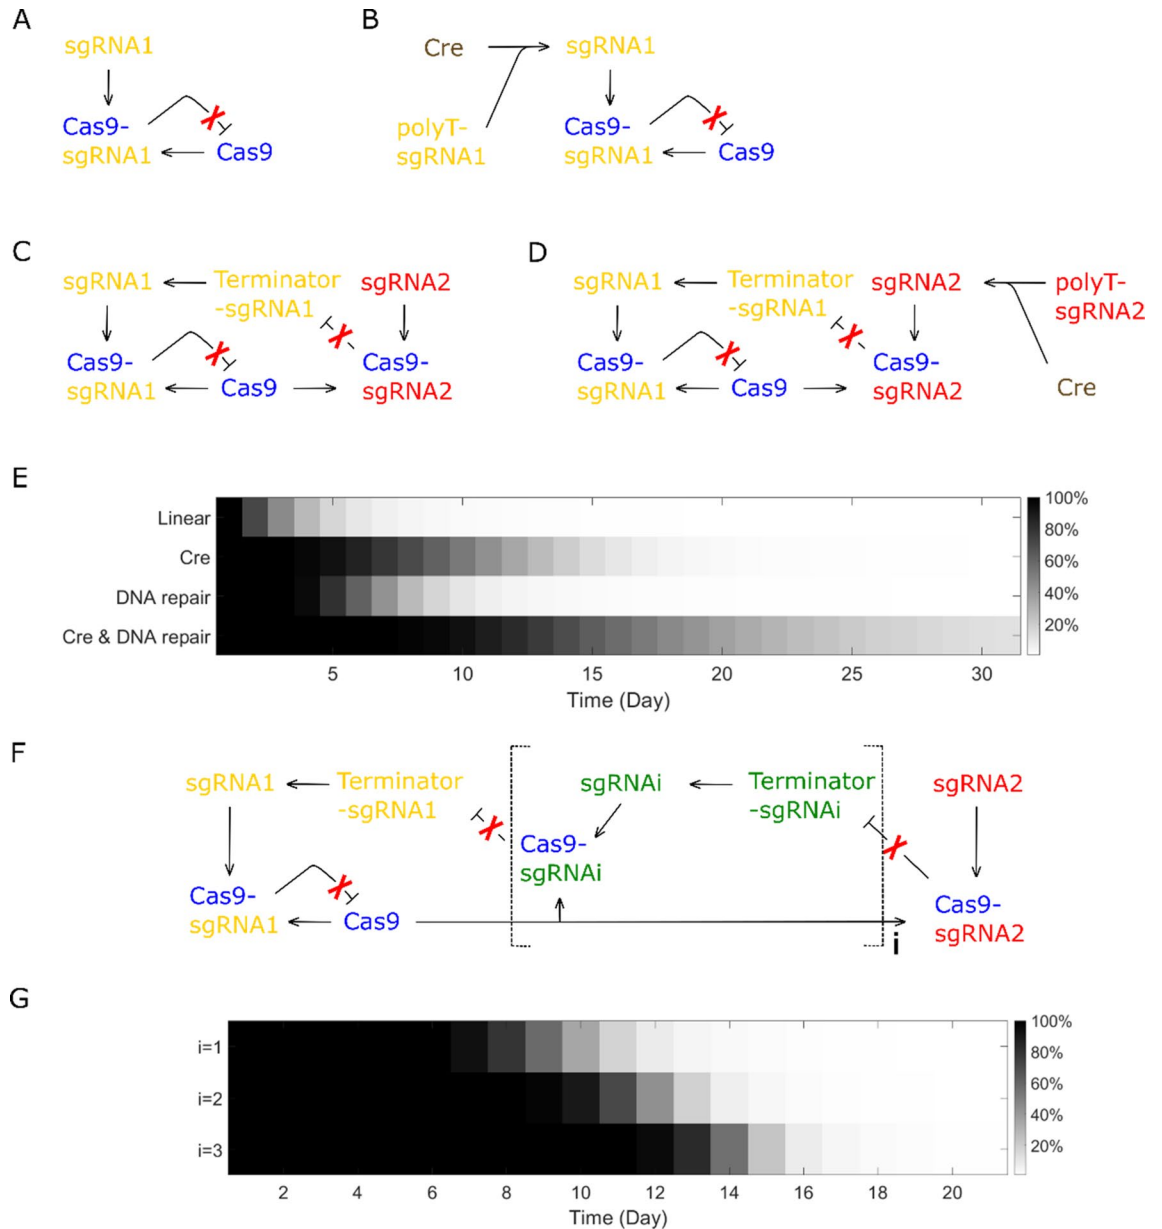 A
sgRNA1
Cas9-
sgRNA1
Cas9
B
Cre
sgRNA1
polyT-
sgRNA1
Cas9-
sgRNA1
Cas9
C
sgRNA1
Terminator
-sgRNA1
sgRNA2
Cas9-
sgRNA1
Cas9
Cas9-
sgRNA2
D
sgRNA1
Terminator
-sgRNA1
sgRNA2
polyT-
sgRNA2
Cas9-
sgRNA1
Cas9
Cas9-
sgRNA2
Cre
E
Linear
Cre
DNA repair
Cre & DNA repair
5 10 15 20 25 30
Time (Day)
100%
80%
60%
40%
20%
F
sgRNA1
Terminator
-sgRNA1
sgRNAi
Terminator
-sgRNAi
sgRNA2
Cas9-
sgRNAi
Cas9-
sgRNA1
Cas9
i
Cas9-
sgRNA2
G
i=1
i=2
i=3
2 4 6 8 10 12 14 16 18 20
Time (Day)
100%
80%
60%
40%
20%